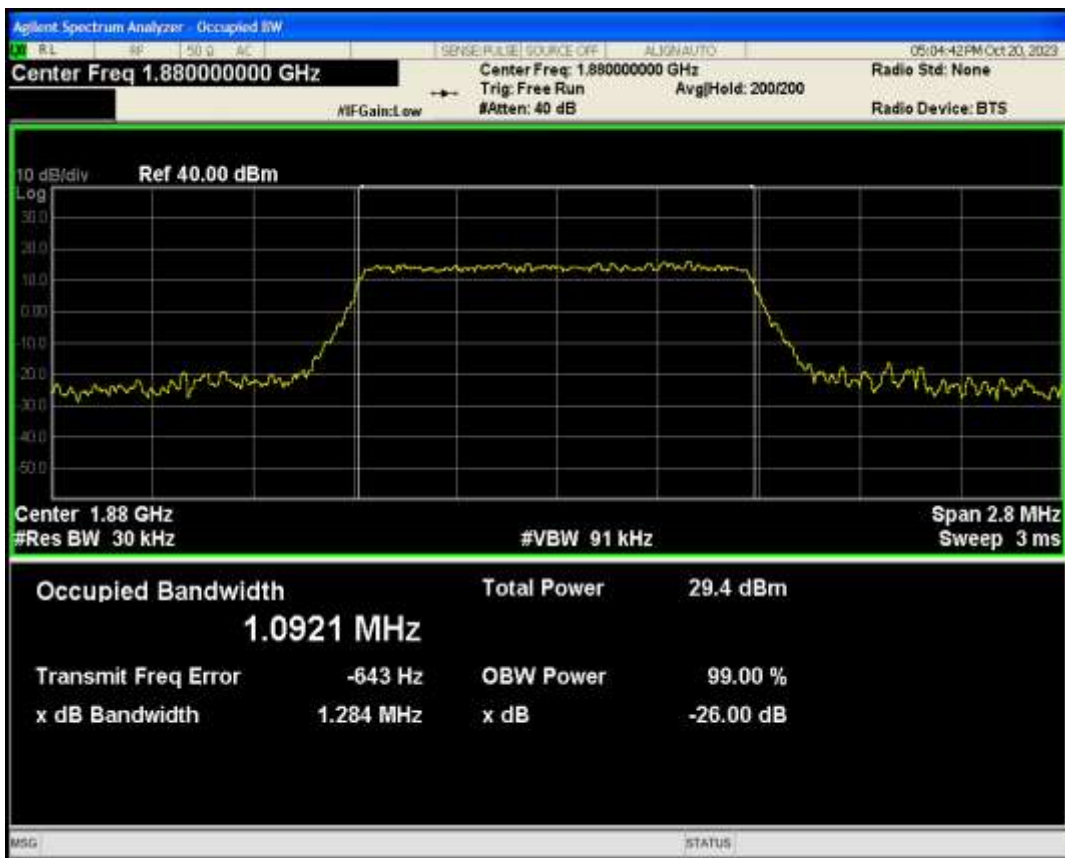 Agilent Spectrum Analyzer - Occupied BW
LXI RL RF 50 Ω AC SENSE:PULSE SOURCE OFF ALIGN AUTO 05:04:42 PM Oct 20, 2023
Center Freq 1.880000000 GHz Center Freq: 1.880000000 GHz Radio Std: None
Trig: Free Run Avg|Hold: 200/200
#IFGain:Low #Atten: 40 dB Radio Device: BTS
10 dB/div Ref 40.00 dBm
Log
30.0
20.0
10.0
0.00
-10.0
-20.0
-30.0
-40.0
-50.0
Center 1.88 GHz Span 2.8 MHz
#Res BW 30 kHz #VBW 91 kHz Sweep 3 ms
Occupied Bandwidth Total Power 29.4 dBm
1.0921 MHz
Transmit Freq Error -643 Hz OBW Power 99.00 %
x dB Bandwidth 1.284 MHz x dB -26.00 dB
MSG STATUS